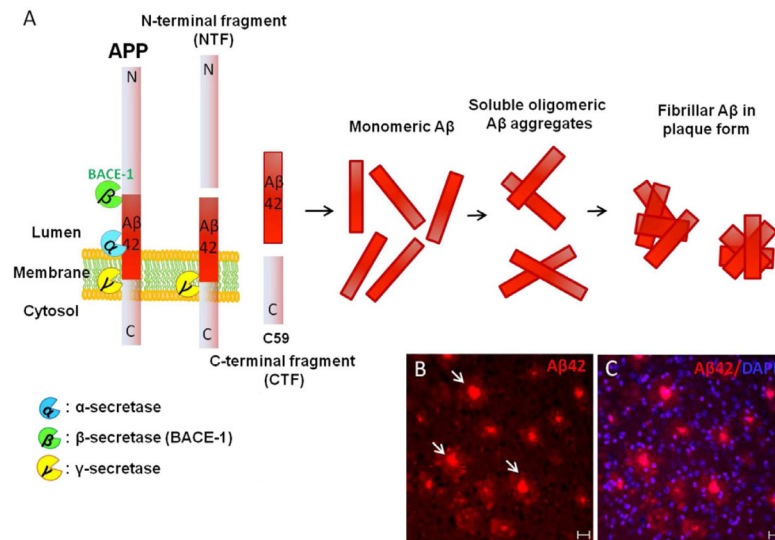 A
N-terminal fragment
(NTF)
APP
N
N
BACE-1
β
Aβ
42
Aβ
42
Aβ
42
α
γ
γ
Lumen
Membrane
Cytosol
C
C
C
C59
C-terminal fragment
(CTF)
Monomeric Aβ
Soluble oligomeric
Aβ aggregates
Fibrillar Aβ in
plaque form
α : α-secretase
β : β-secretase (BACE-1)
γ : γ-secretase
B
Aβ42
C
Aβ42/DAPI